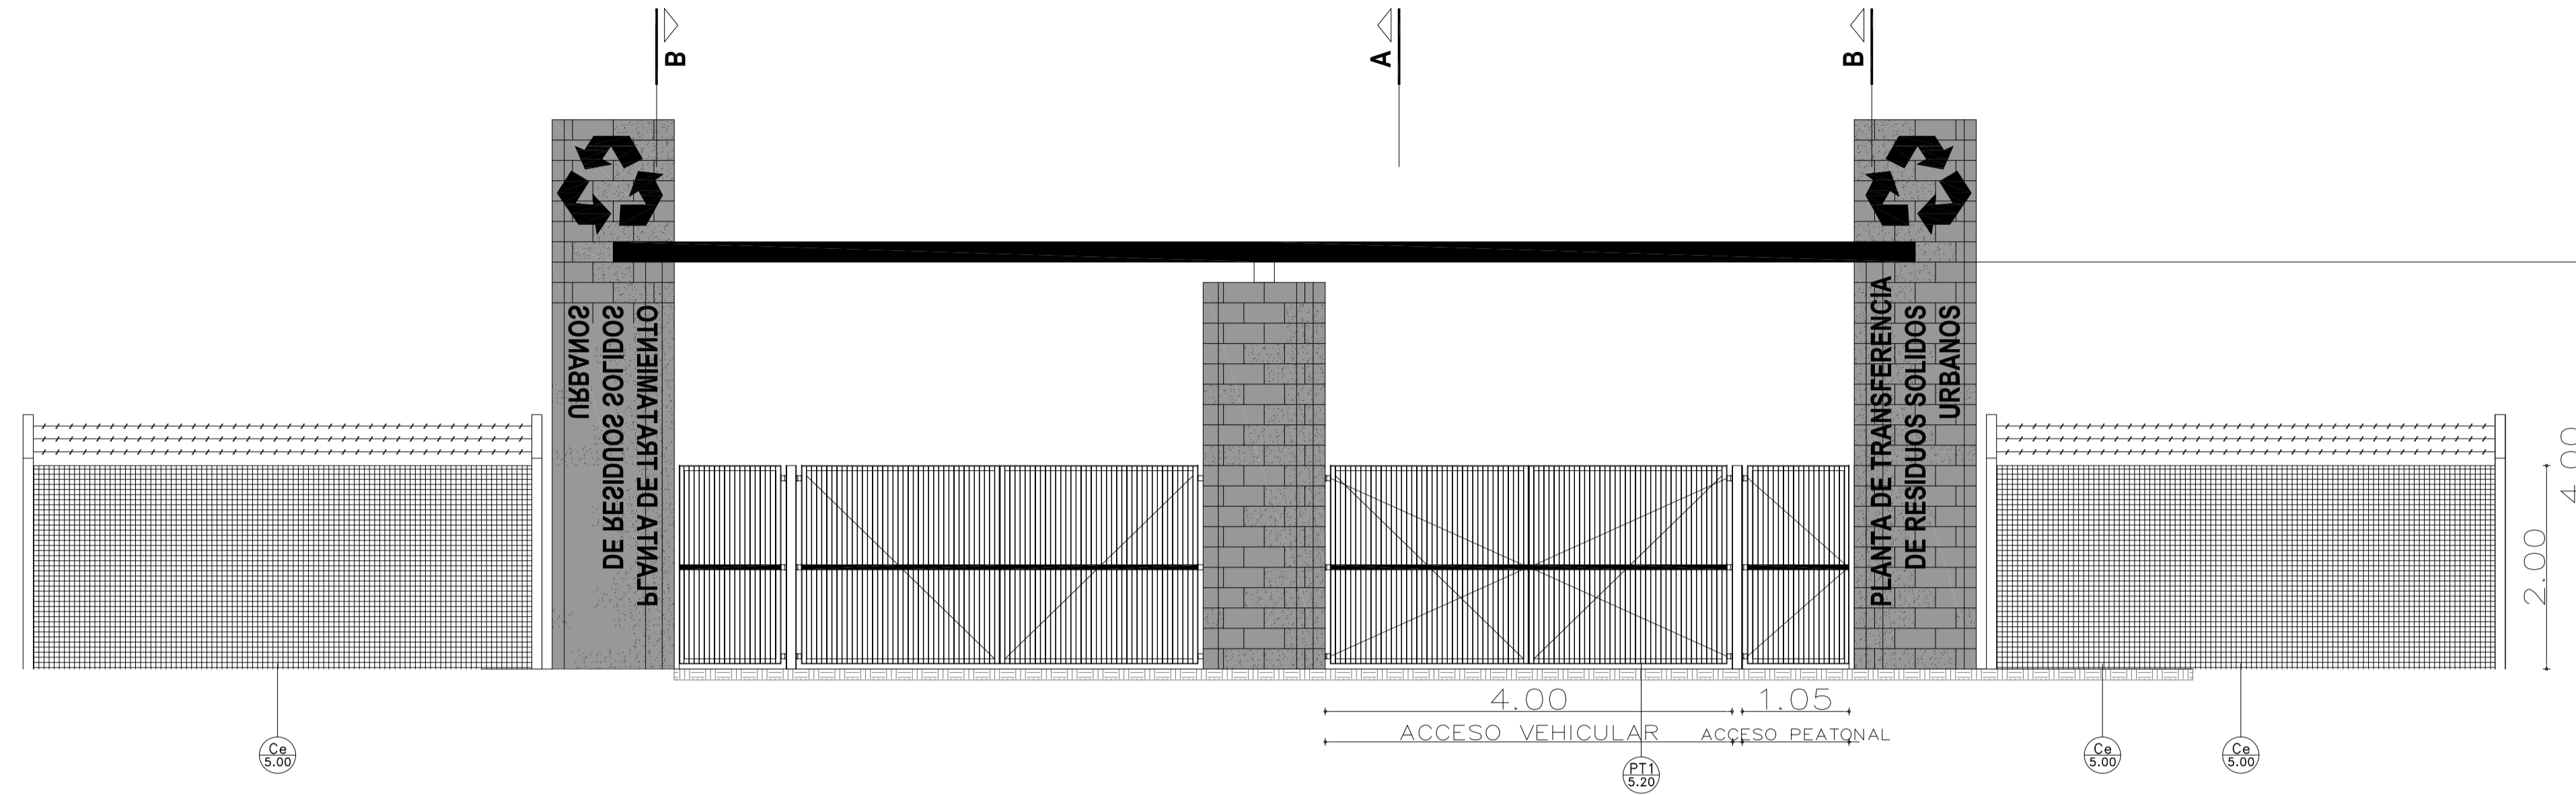 B
A
B
PLANTA DE TRATAMIENTO
DE RESIDUOS SOLIDOS
URBANOS
PLANTA DE TRANSFERENCIA
DE RESIDUOS SOLIDOS
URBANOS
4.00
2.00
4.00
1.05
ACCESO VEHICULAR
ACCESO PEATONAL
Ce
5.00
PT1
5.20
Ce
5.00
Ce
5.00